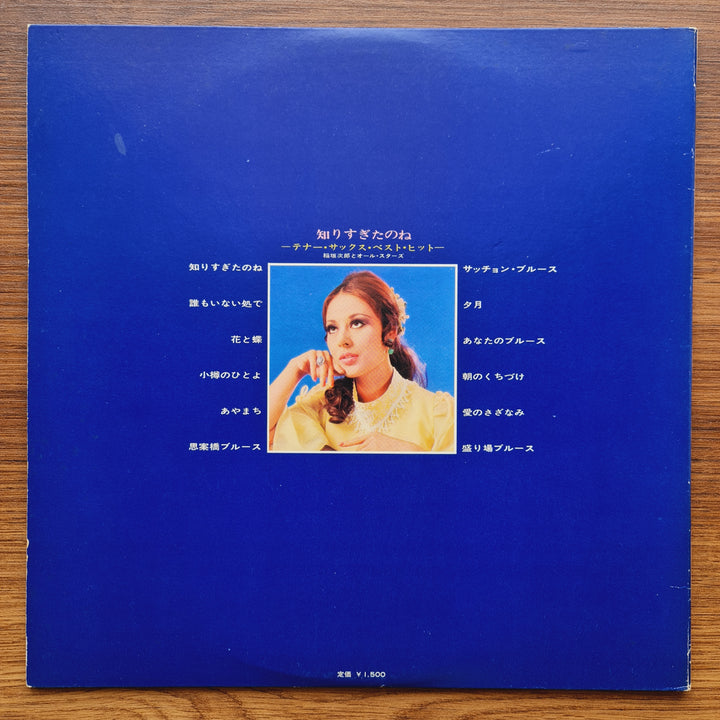 知りすぎたのね
―テナー・サックス・ベスト・ヒット―
稲垣次郎とオール・スターズ
知りすぎたのね
誰もいない処で
花と蝶
小樽のひとよ
あやまち
思案橋ブルース
サッチョン・ブルース
夕月
あなたのブルース
朝のくちづけ
愛のさざなみ
盛り場ブルース
定価 ¥1,500